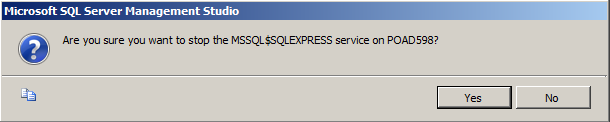 Microsoft SQL Server Management Studio
Are you sure you want to stop the MSSQL$SQLEXPRESS service on POAD598?
Yes
No